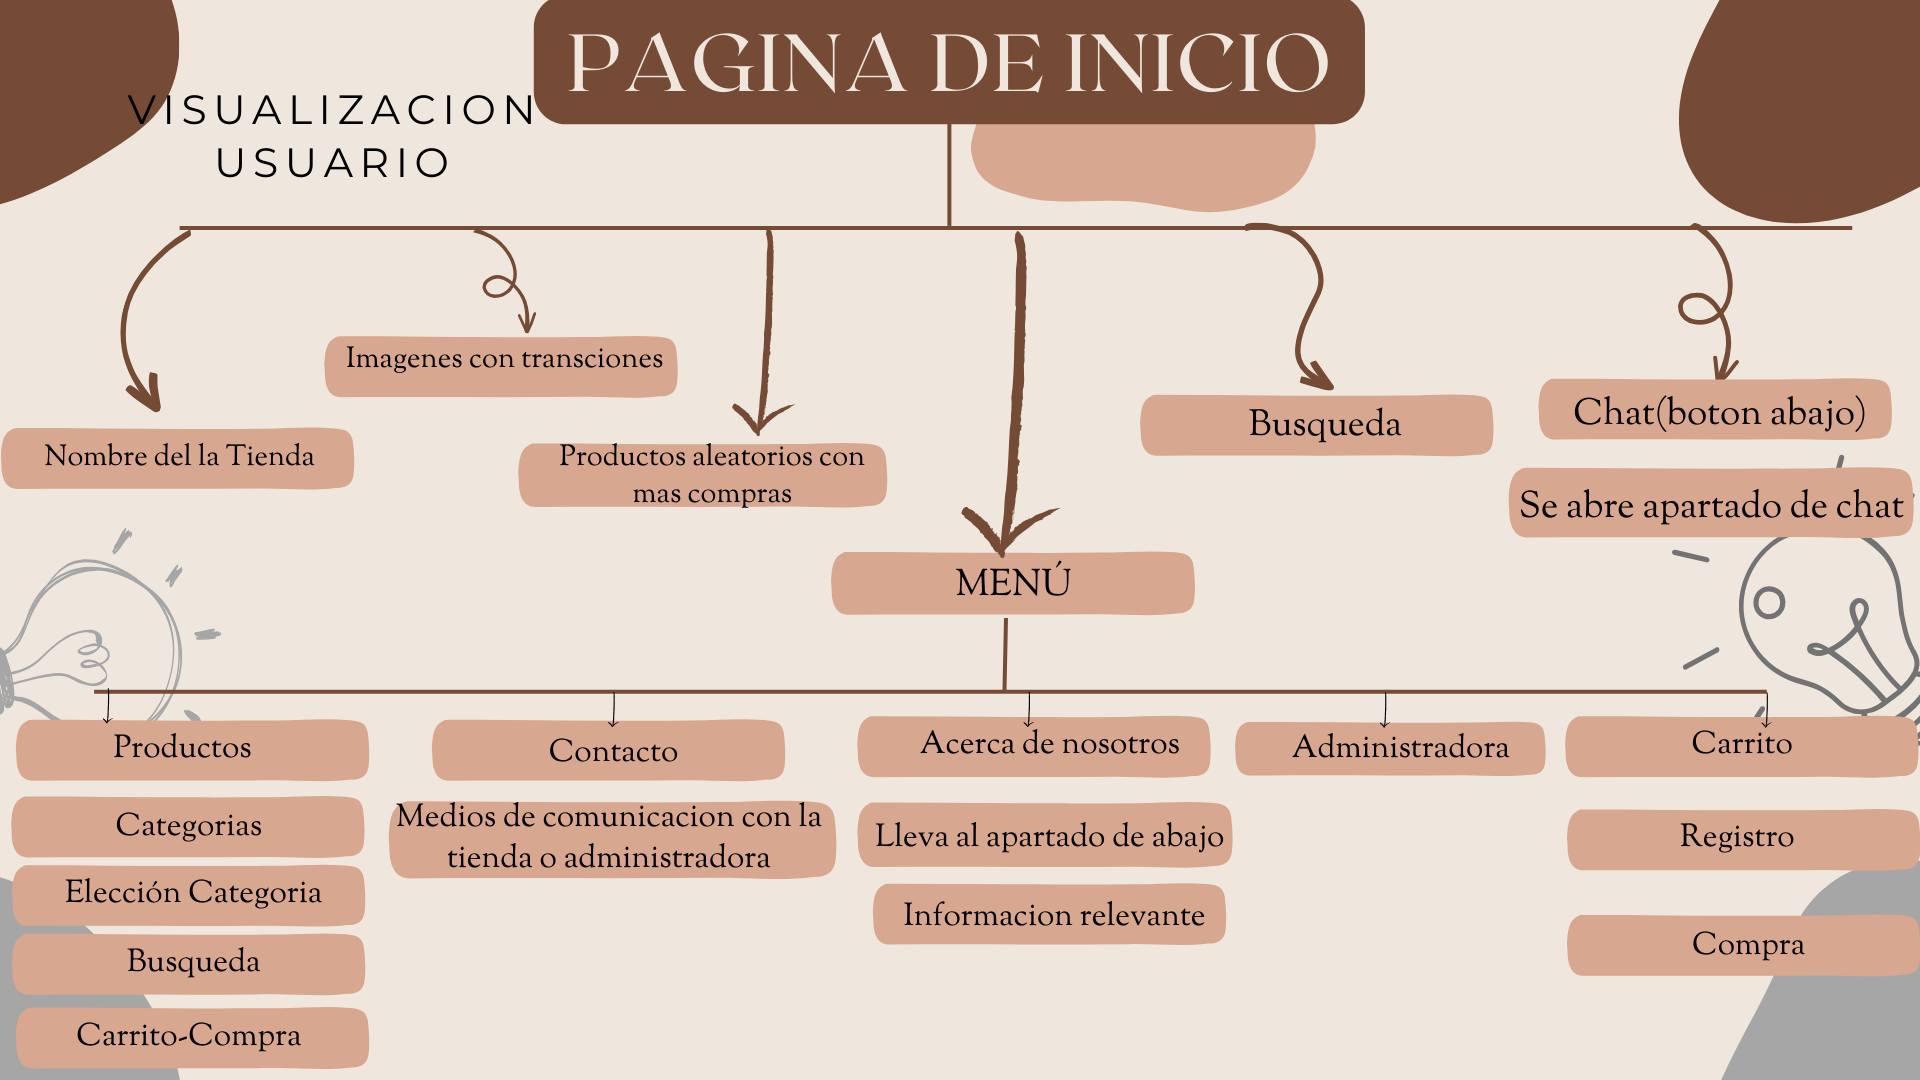 PAGINA DE INICIO
VISUALIZACION
USUARIO
Imagenes con transciones
Nombre del la Tienda
Productos aleatorios con
mas compras
Busqueda
Chat(boton abajo)
Se abre apartado de chat
MENÚ
Productos
Categorias
Elección Categoria
Busqueda
Carrito-Compra
Contacto
Medios de comunicacion con la
tienda o administradora
Acerca de nosotros
Lleva al apartado de abajo
Informacion relevante
Administradora
Carrito
Registro
Compra